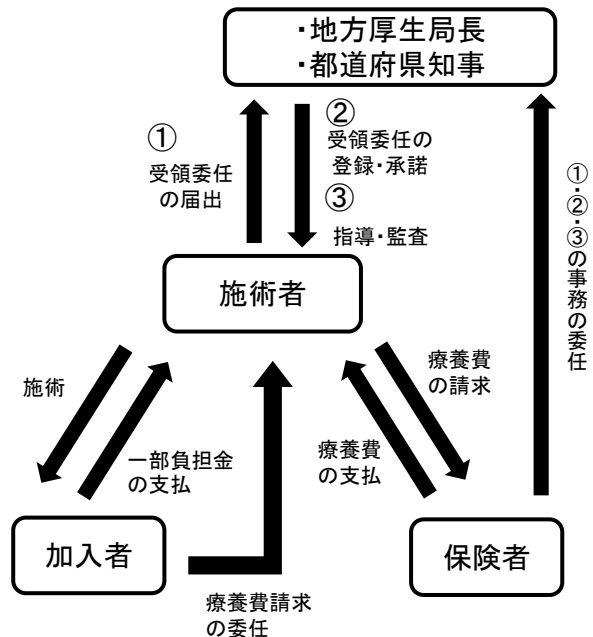 ・地方厚生局長
・都道府県知事
①
受領委任
の届出
②
受領委任の
登録・承諾
③
指導・監査
①・②・③の事務の委任
施術者
施術
一部負担金
の支払
療養費
の請求
療養費
の支払
加入者
保険者
療養費請求
の委任